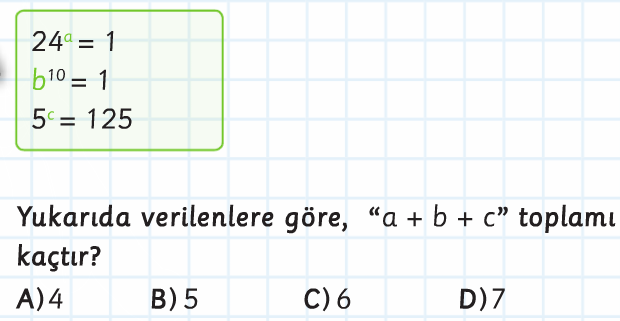 24ᵃ = 1
b¹⁰ = 1
5ᶜ = 125
Yukarıda verilenlere göre, “a + b + c” toplamı
kaçtır?
A) 4 B) 5 C) 6 D) 7